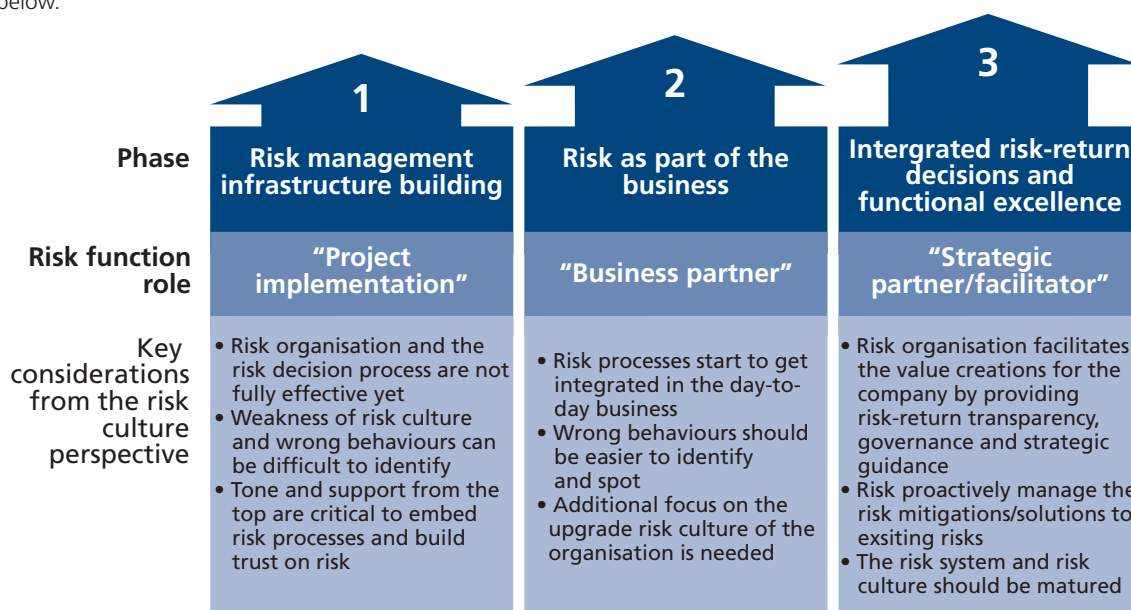 below.
1
2
3
Phase
Risk management
infrastructure building
Risk as part of the
business
Intergrated risk-return
decisions and
functional excellence
Risk function
role
“Project
implementation”
“Business partner”
“Strategic
partner/facilitator”
Key
considerations
from the risk
culture
perspective
• Risk organisation and the
risk decision process are not
fully effective yet
• Weakness of risk culture
and wrong behaviours can
be difficult to identify
• Tone and support from the
top are critical to embed
risk processes and build
trust on risk
• Risk processes start to get
integrated in the day-to-
day business
• Wrong behaviours should
be easier to identify
and spot
• Additional focus on the
upgrade risk culture of the
organisation is needed
• Risk organisation facilitates
the value creations for the
company by providing
risk-return transparency,
governance and strategic
guidance
• Risk proactively manage the
risk mitigations/solutions to
exsiting risks
• The risk system and risk
culture should be matured